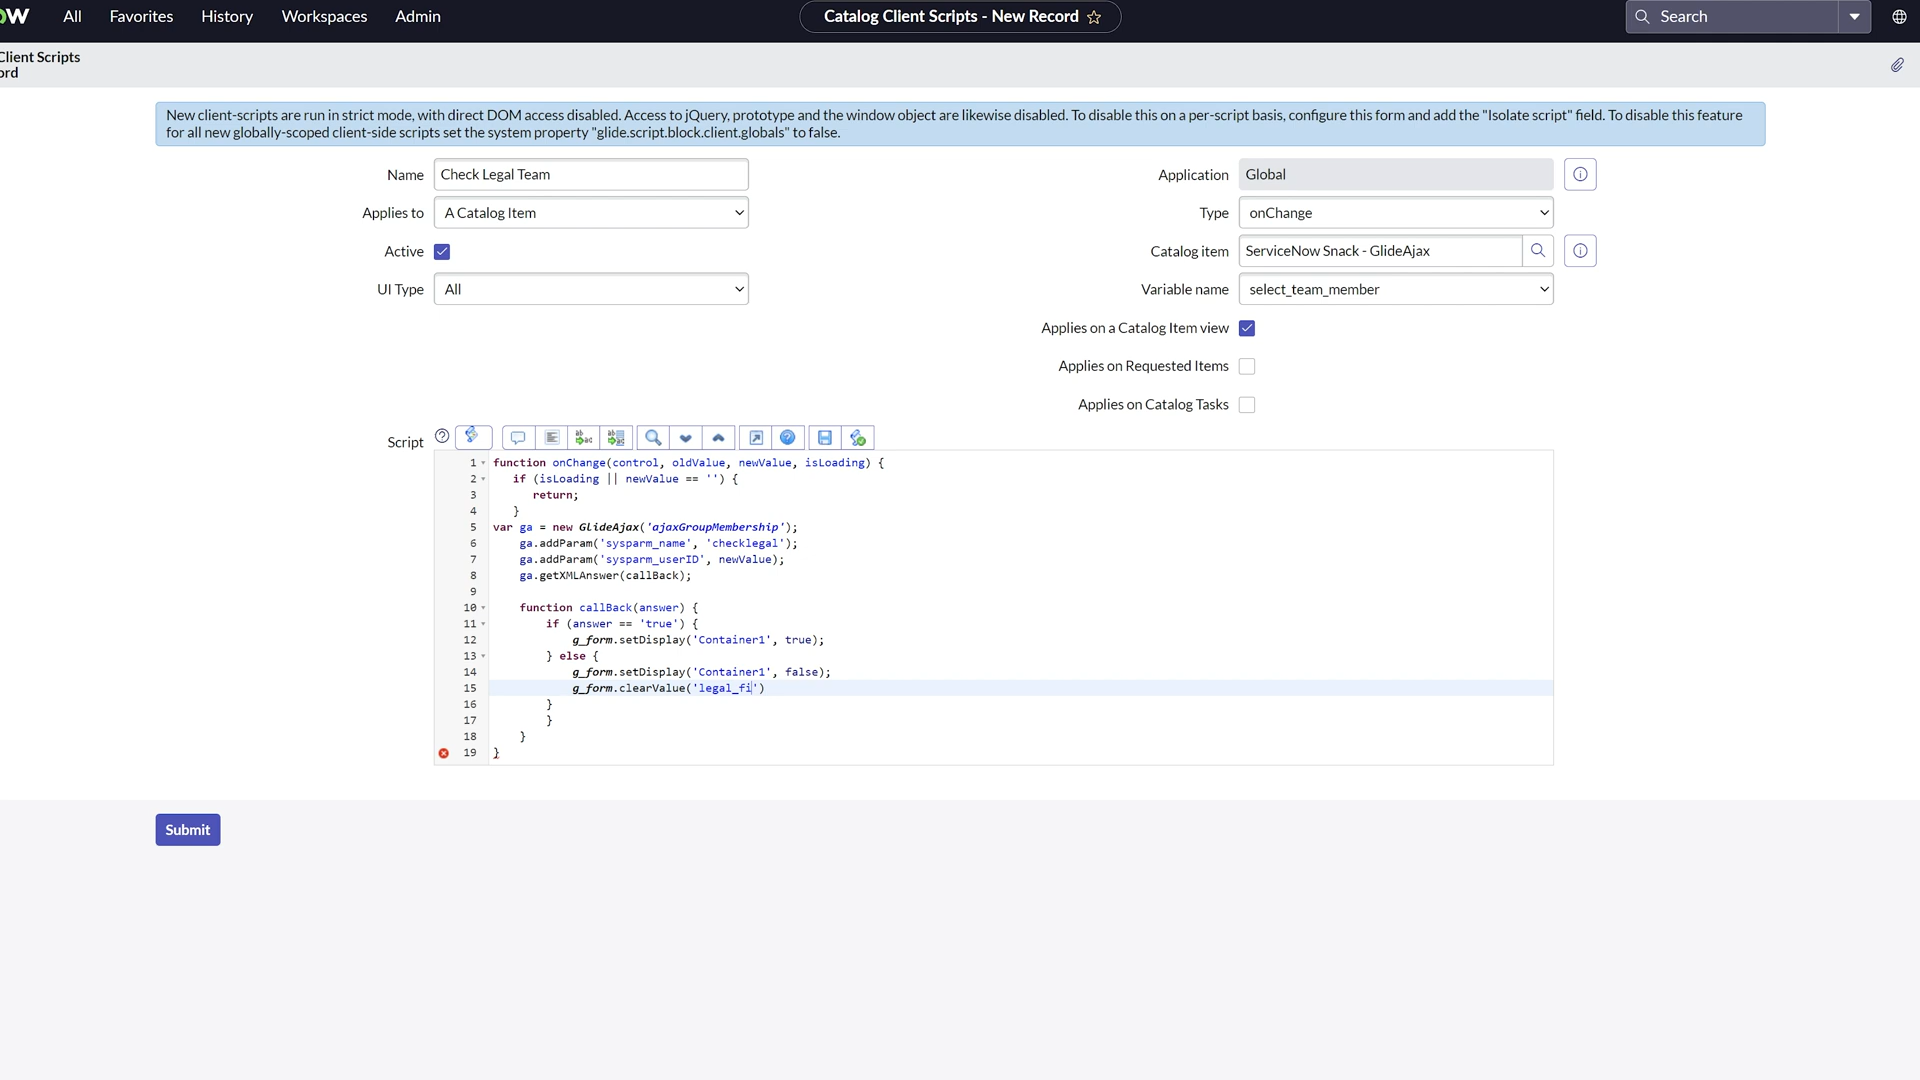 ow All Favorites History Workspaces Admin Catalog Client Scripts - New Record Search
Client Scripts
ord
New client-scripts are run in strict mode, with direct DOM access disabled. Access to jQuery, prototype and the window object are likewise disabled. To disable this on a per-script basis, configure this form and add the "Isolate script" field. To disable this feature
for all new globally-scoped client-side scripts set the system property "glide.script.block.client.globals" to false.
Name Check Legal Team Application Global
Applies to A Catalog Item Type onChange
Active Catalog item ServiceNow Snack - GlideAjax
UI Type All Variable name select_team_member
Applies on a Catalog Item view
Applies on Requested Items
Applies on Catalog Tasks
Script
1 function onChange(control, oldValue, newValue, isLoading) {
2 if (isLoading || newValue == '') {
3 return;
4 }
5 var ga = new GlideAjax('ajaxGroupMembership');
6 ga.addParam('sysparm_name', 'checklegal');
7 ga.addParam('sysparm_userID', newValue);
8 ga.getXMLAnswer(callBack);
9
10 function callBack(answer) {
11 if (answer == 'true') {
12 g_form.setDisplay('Container1', true);
13 } else {
14 g_form.setDisplay('Container1', false);
15 g_form.clearValue('legal_fi')
16 }
17 }
18 }
19 }
Submit